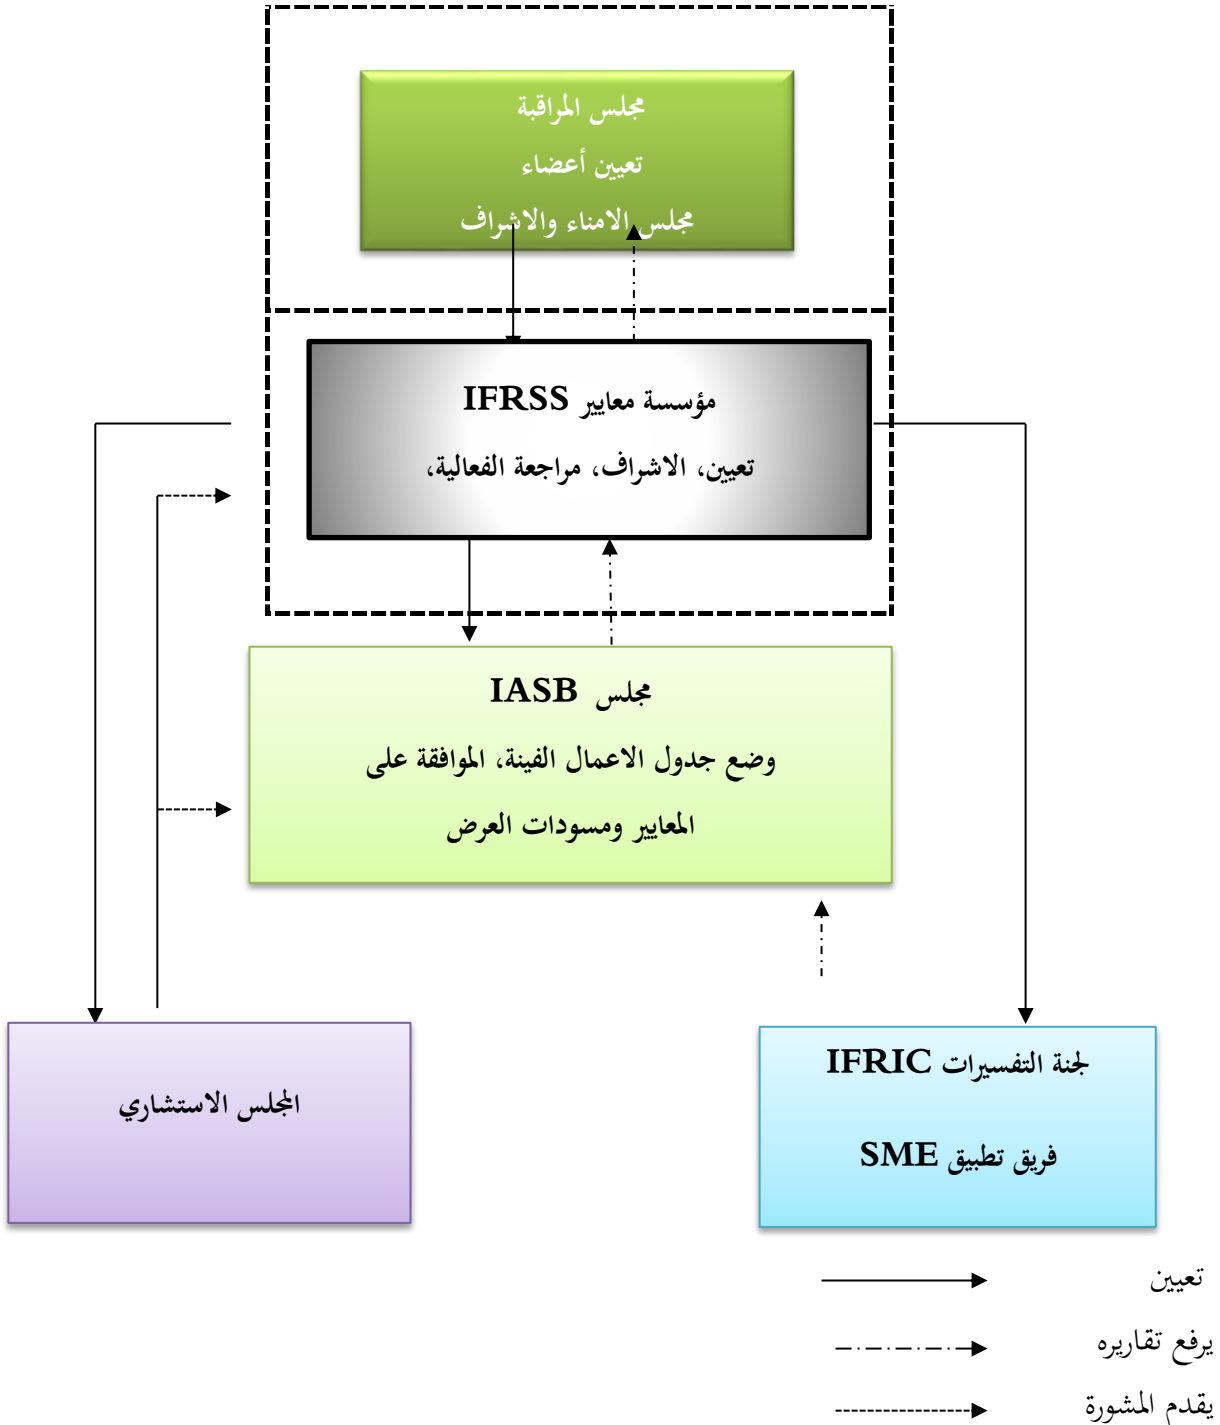 مجلس المراقبة
تعيين أعضاء
مجلس الامناء والاشراف
مؤسسة معايير IFRSS
تعيين، الاشراف، مراجعة الفعالية،
مجلس IASB
وضع جدول الاعمال الفينة، الموافقة على
المعايير ومسودات العرض
المجلس الاستشاري
لجنة التفسيرات IFRIC
فريق تطبيق SME
تعيين
يرفع تقاريره
يقدم المشورة